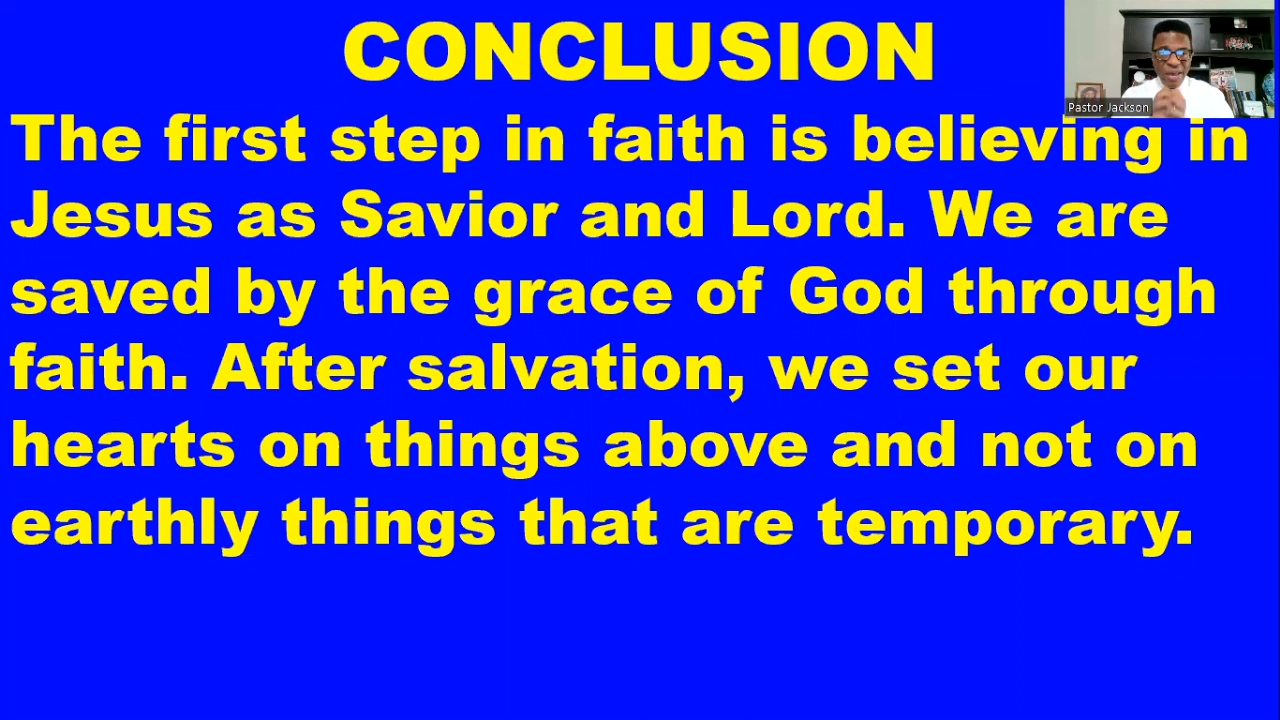 CONCLUSION
Pastor Jackson
The first step in faith is believing in
Jesus as Savior and Lord. We are
saved by the grace of God through
faith. After salvation, we set our
hearts on things above and not on
earthly things that are temporary.